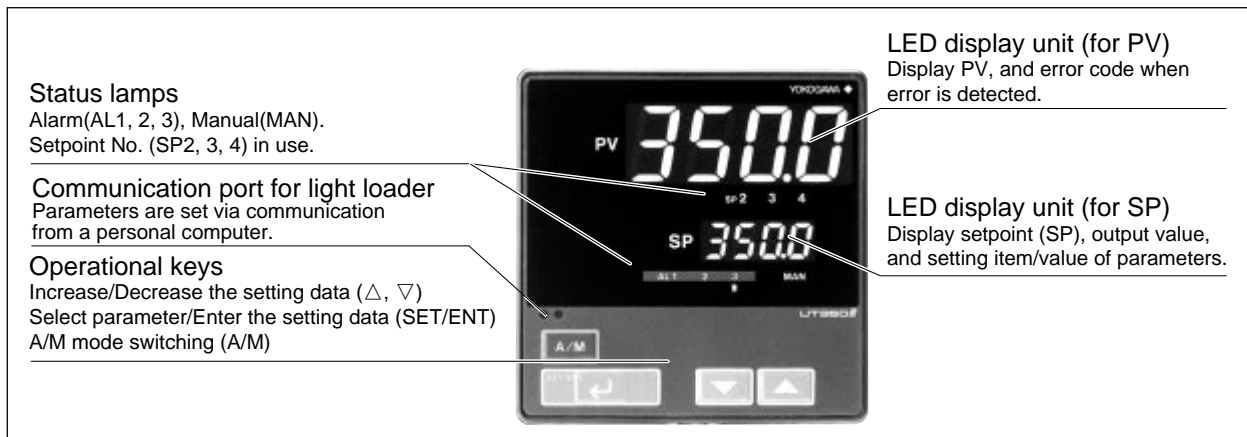 Status lamps
Alarm(AL1, 2, 3), Manual(MAN).
Setpoint No. (SP2, 3, 4) in use.
Communication port for light loader
Parameters are set via communication
from a personal computer.
Operational keys
Increase/Decrease the setting data (△, ▽)
Select parameter/Enter the setting data (SET/ENT)
A/M mode switching (A/M)
YOKOGAWA
PV 350.0
SP 2 3 4
SP 350.0
MAN
A/M
LED display unit (for PV)
Display PV, and error code when
error is detected.
LED display unit (for SP)
Display setpoint (SP), output value,
and setting item/value of parameters.